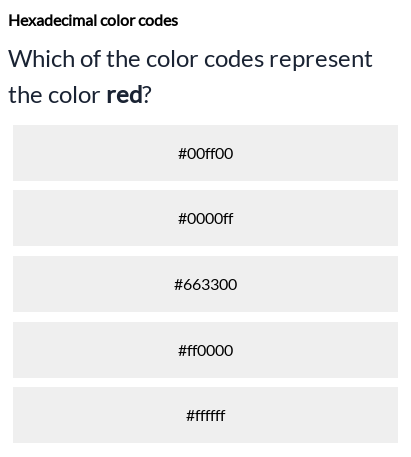 Hexadecimal color codes
Which of the color codes represent
the color red?
#00ff00
#0000ff
#663300
#ff0000
#ffffff